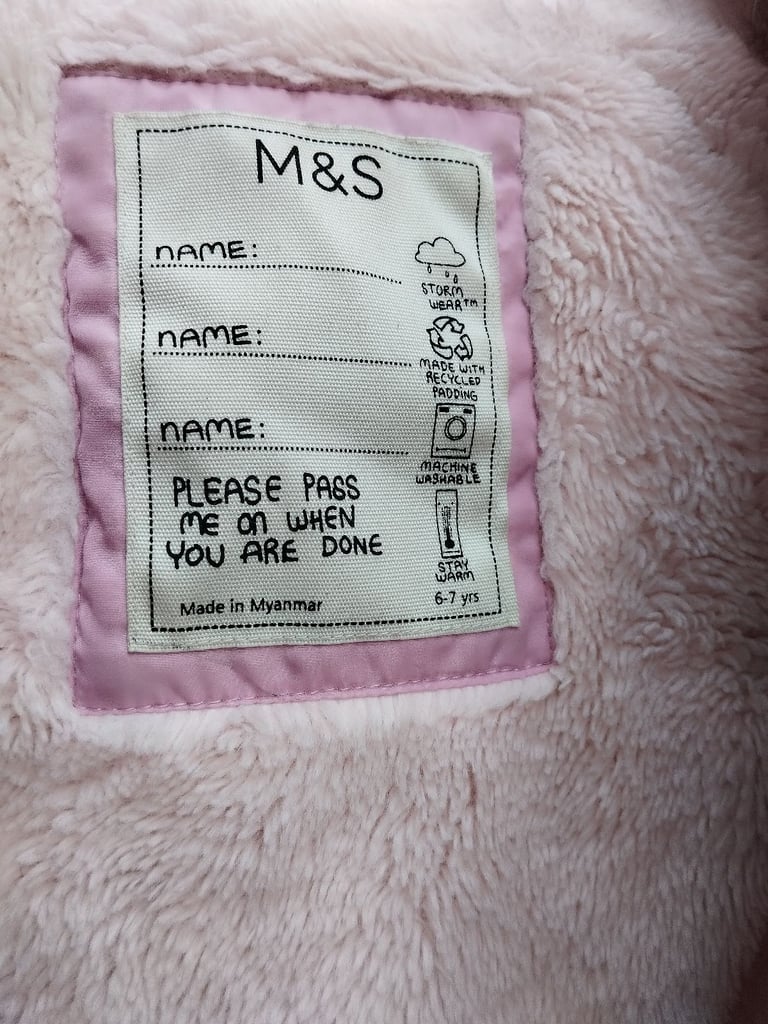 M&S
NAME:
NAME:
NAME:
PLEASE PASS
ME ON WHEN
YOU ARE DONE
Made in Myanmar
STORM
WEAR™
MADE WITH
RECYCLED
PADDING
MACHINE
WASHABLE
STAY
WARM
6-7 yrs